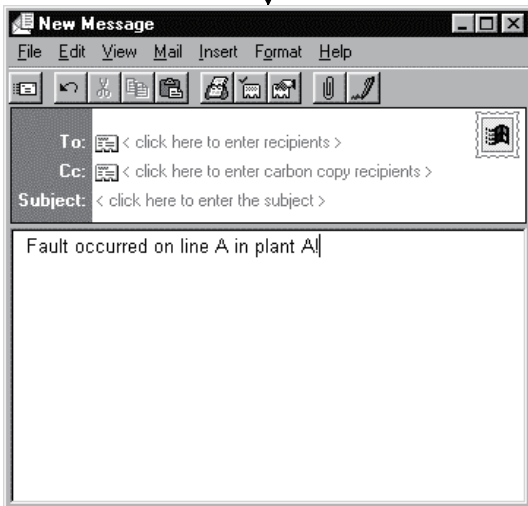 New Message
File Edit View Mail Insert Format Help
To: < click here to enter recipients >
Cc: < click here to enter carbon copy recipients >
Subject: < click here to enter the subject >
Fault occurred on line A in plant A!